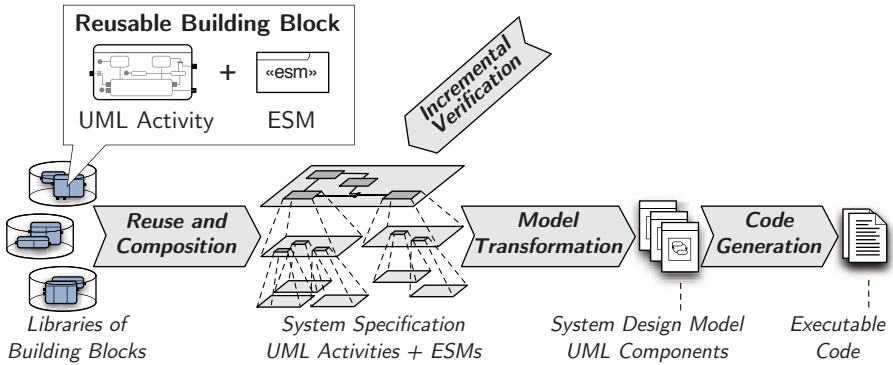 Reusable Building Block
+
«esm»
UML Activity
ESM
Incremental
Verification
Reuse and
Composition
Model
Transformation
Code
Generation
Libraries of
Building Blocks
System Specification
UML Activities + ESMs
System Design Model
UML Components
Executable
Code